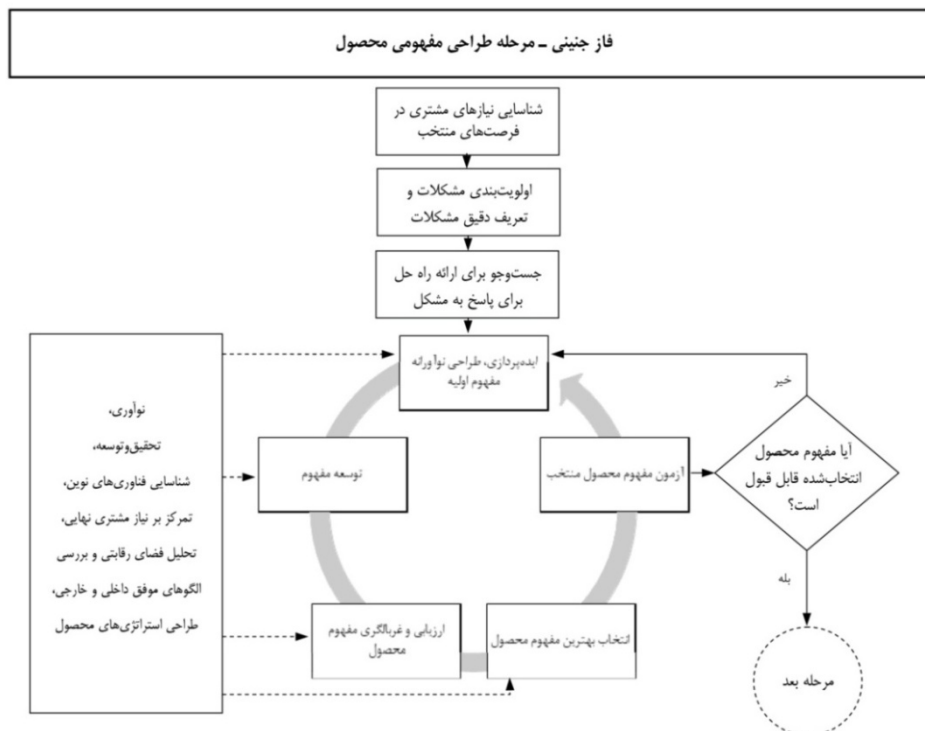 فاز جنینی ـ مرحله طراحی مفهومی محصول
شناسایی نیازهای مشتری در
فرصت‌های منتخب
اولویت‌بندی مشکلات و
تعریف دقیق مشکلات
جست‌وجو برای ارائه راه حل
برای پاسخ به مشکل
ایده‌پردازی، طراحی نوآورانه
مفهوم اولیه
خیر
نوآوری،
تحقیق‌وتوسعه،
شناسایی فناوری‌های نوین،
تمرکز بر نیاز مشتری نهایی،
تحلیل فضای رقابتی و بررسی
الگوهای موفق داخلی و خارجی،
طراحی استراتژی‌های محصول
توسعه مفهوم
آزمون مفهوم محصول منتخب
آیا مفهوم محصول
انتخاب‌شده قابل قبول
است؟
بله
ارزیابی و غربالگری مفهوم
محصول
انتخاب بهترین مفهوم محصول
مرحله بعد